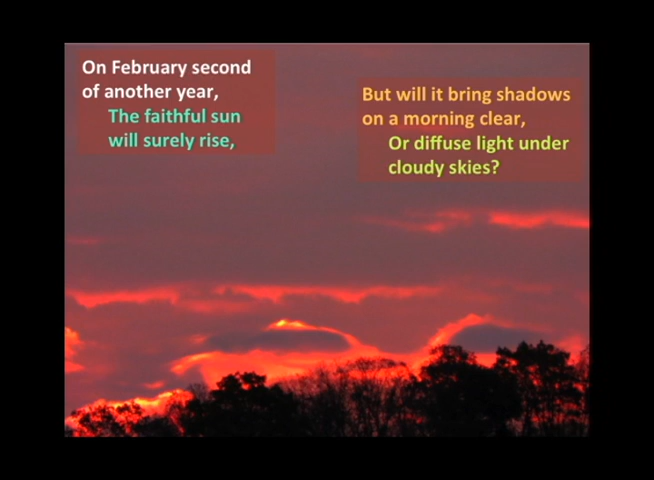 On February second
of another year,
The faithful sun
will surely rise,
But will it bring shadows
on a morning clear,
Or diffuse light under
cloudy skies?